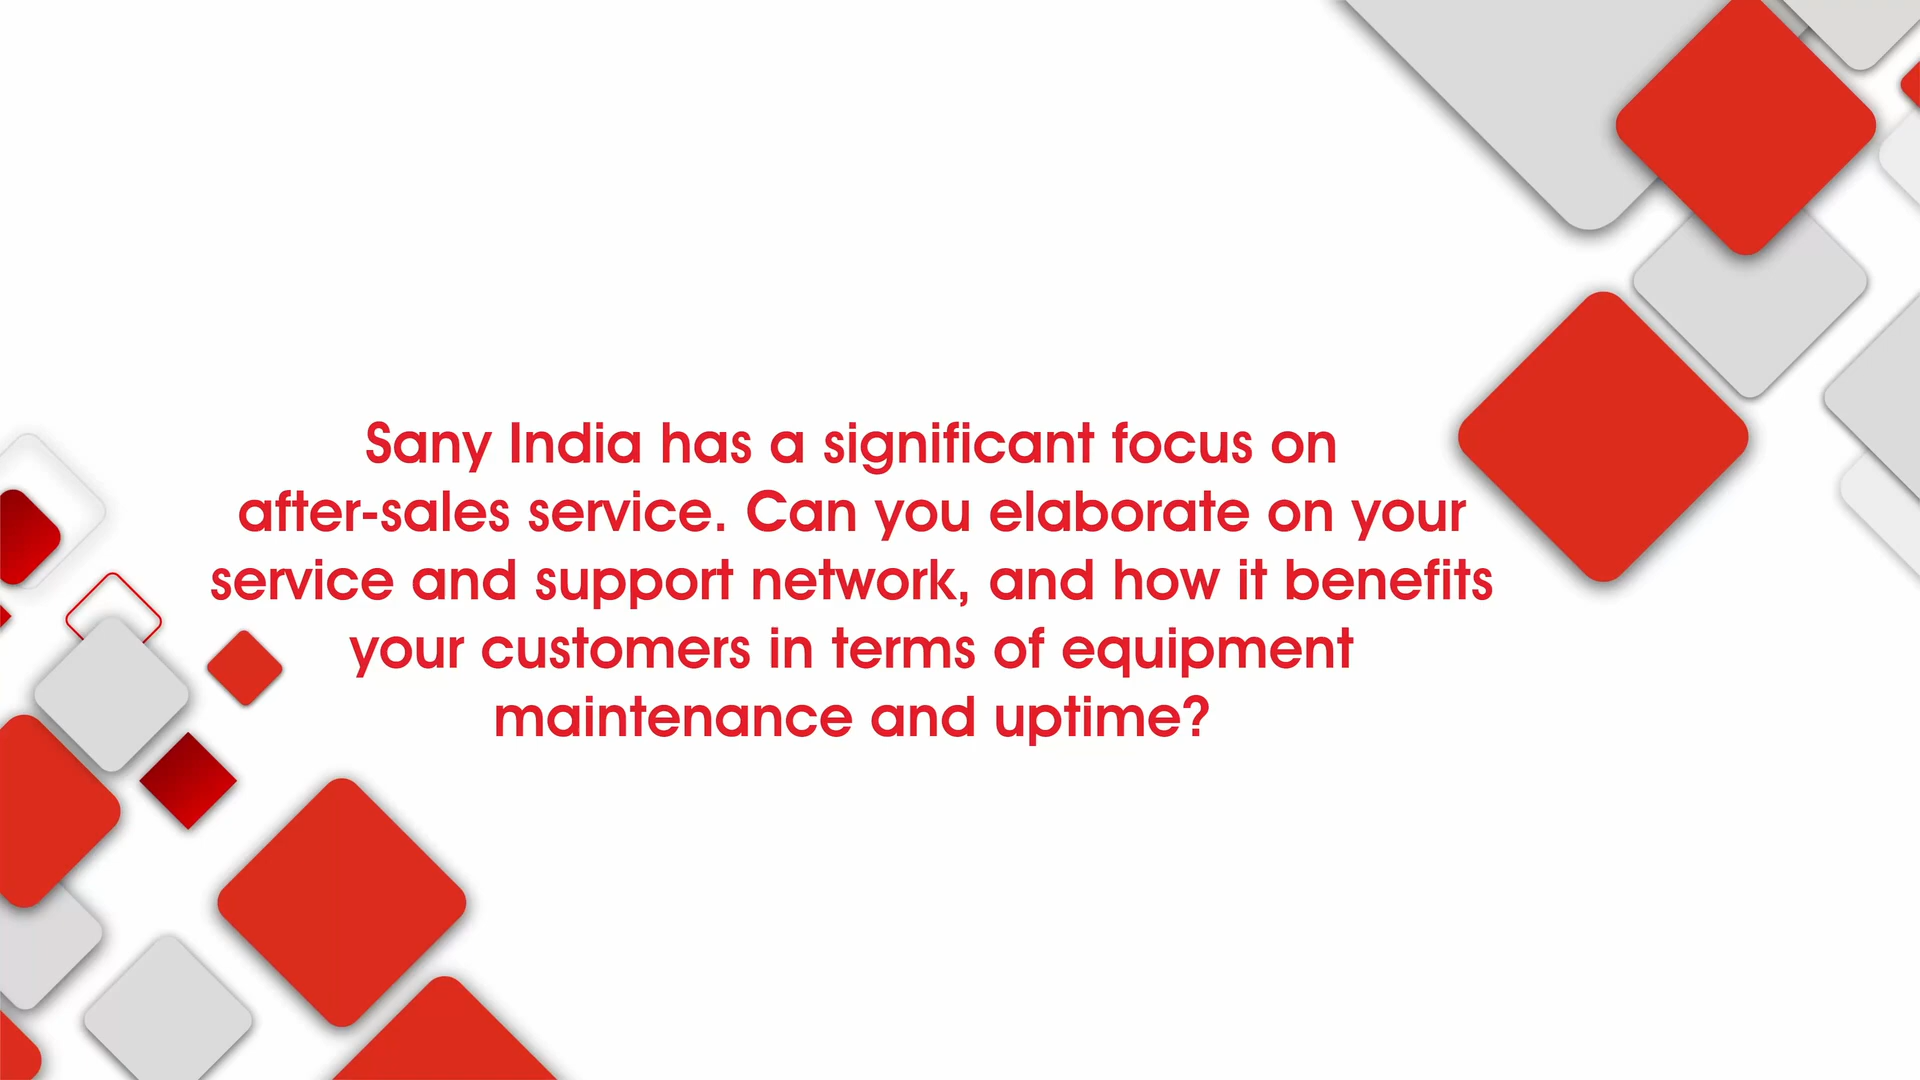 Sany India has a significant focus on
after-sales service. Can you elaborate on your
service and support network, and how it benefits
your customers in terms of equipment
maintenance and uptime?